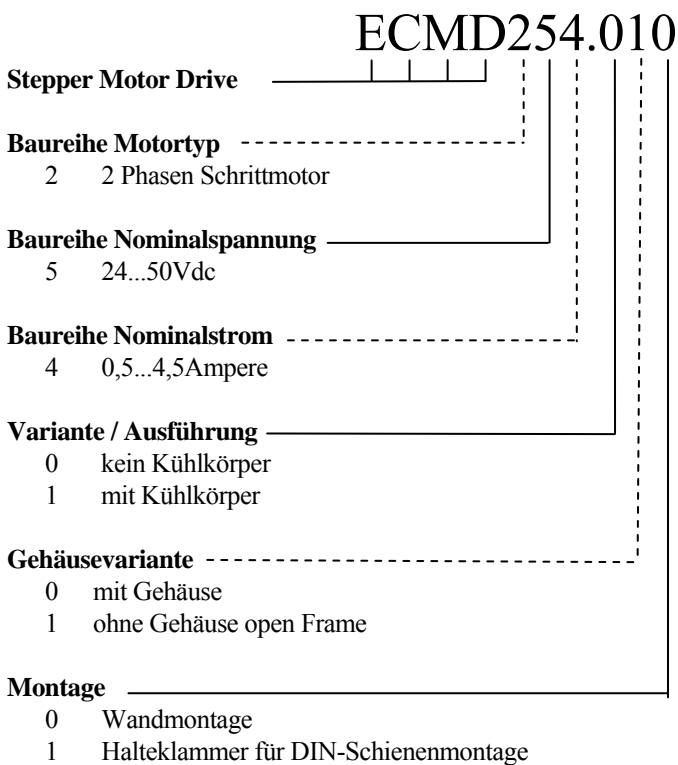 ECMD254.010
Stepper Motor Drive
Baureihe Motortyp
2 2 Phasen Schrittmotor
Baureihe Nominalspannung
5 24...50Vdc
Baureihe Nominalstrom
4 0,5...4,5Ampere
Variante / Ausführung
0 kein Kühlkörper
1 mit Kühlkörper
Gehäusevariante
0 mit Gehäuse
1 ohne Gehäuse open Frame
Montage
0 Wandmontage
1 Halteklammer für DIN-Schienenmontage